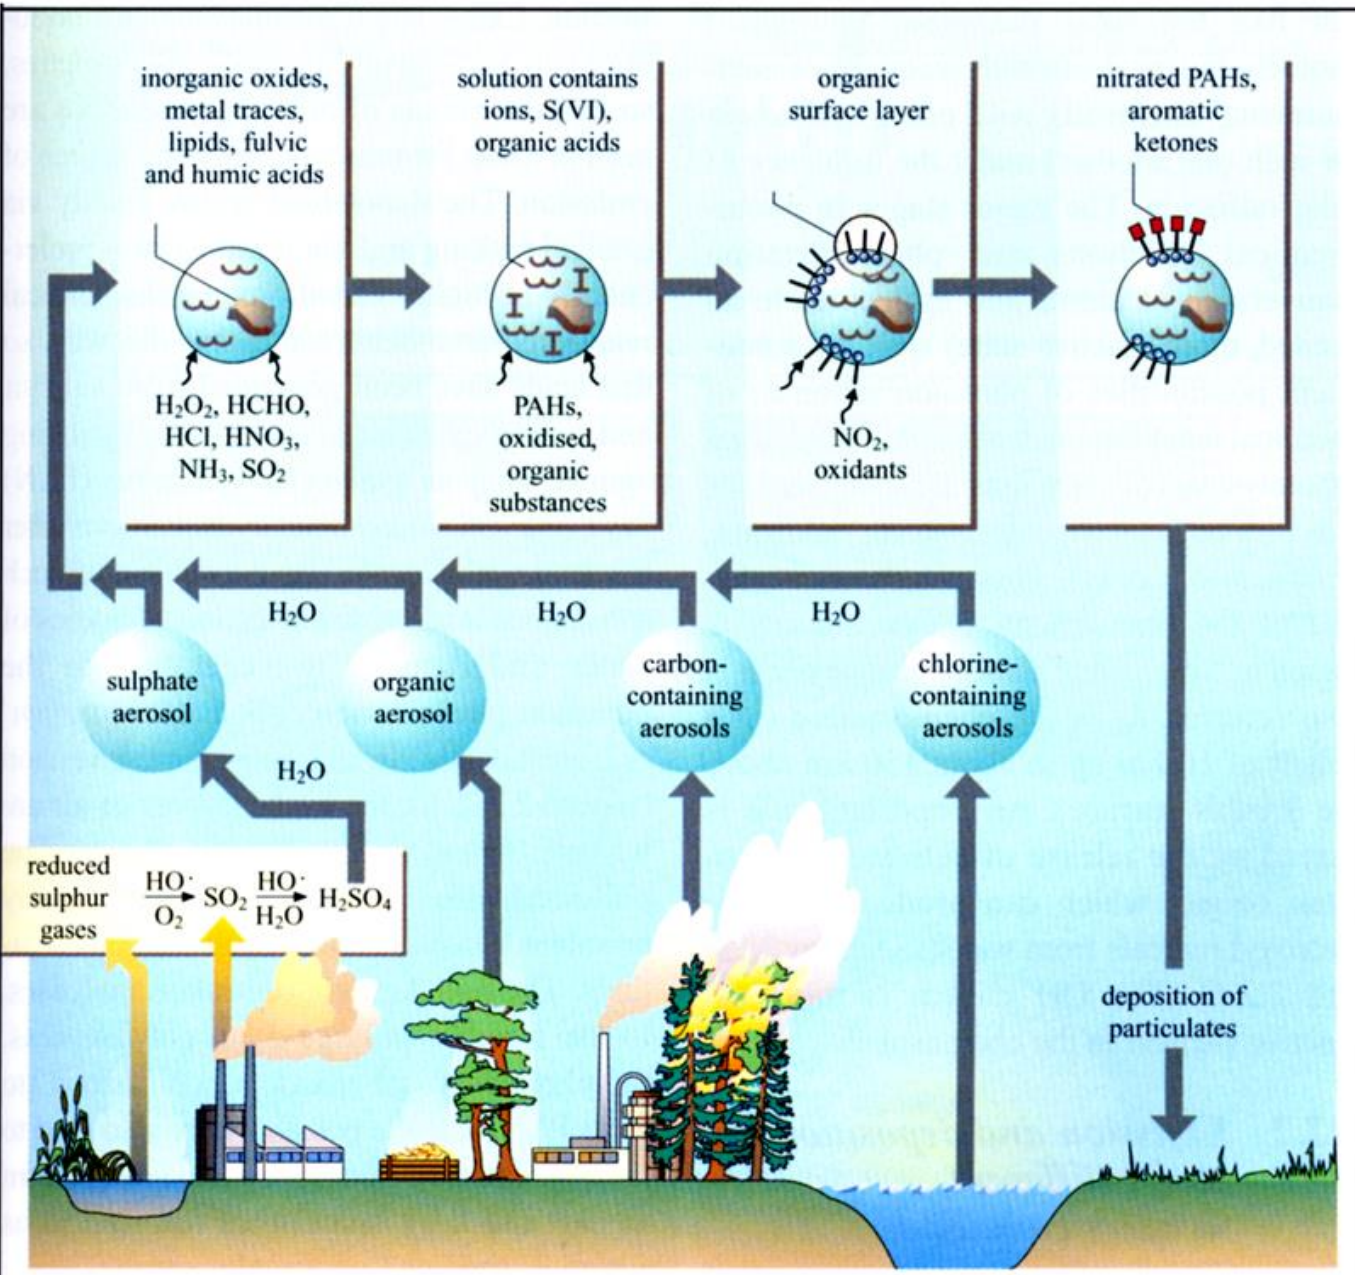 inorganic oxides,
metal traces,
lipids, fulvic
and humic acids
H₂O₂, HCHO,
HCl, HNO₃,
NH₃, SO₂
solution contains
ions, S(VI),
organic acids
I
I
I
PAHs,
oxidised,
organic
substances
organic
surface layer
NO₂,
oxidants
nitrated PAHs,
aromatic
ketones
H₂O
H₂O
H₂O
sulphate
aerosol
organic
aerosol
carbon-
containing
aerosols
chlorine-
containing
aerosols
H₂O
reduced
sulphur
gases
HO· HO·
SO₂ H₂SO₄
O₂ H₂O
deposition of
particulates